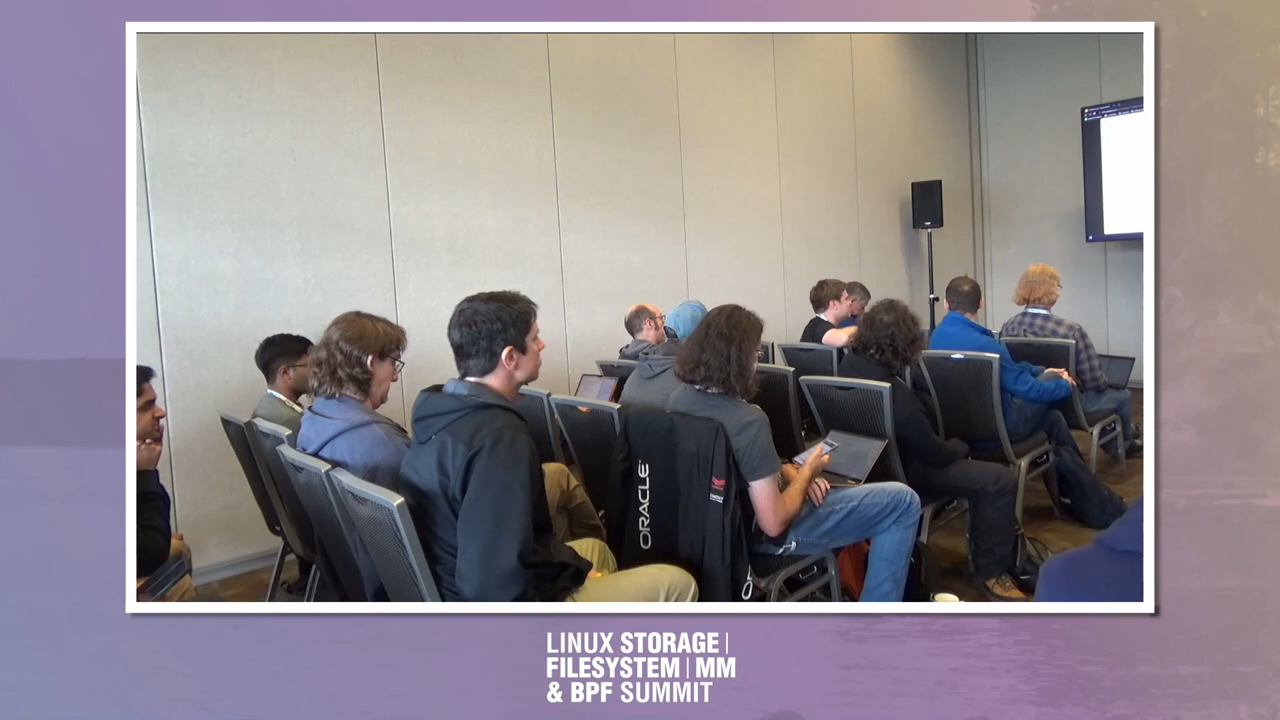 ORACLE
LINUX STORAGE |
FILESYSTEM | MM
& BPF SUMMIT